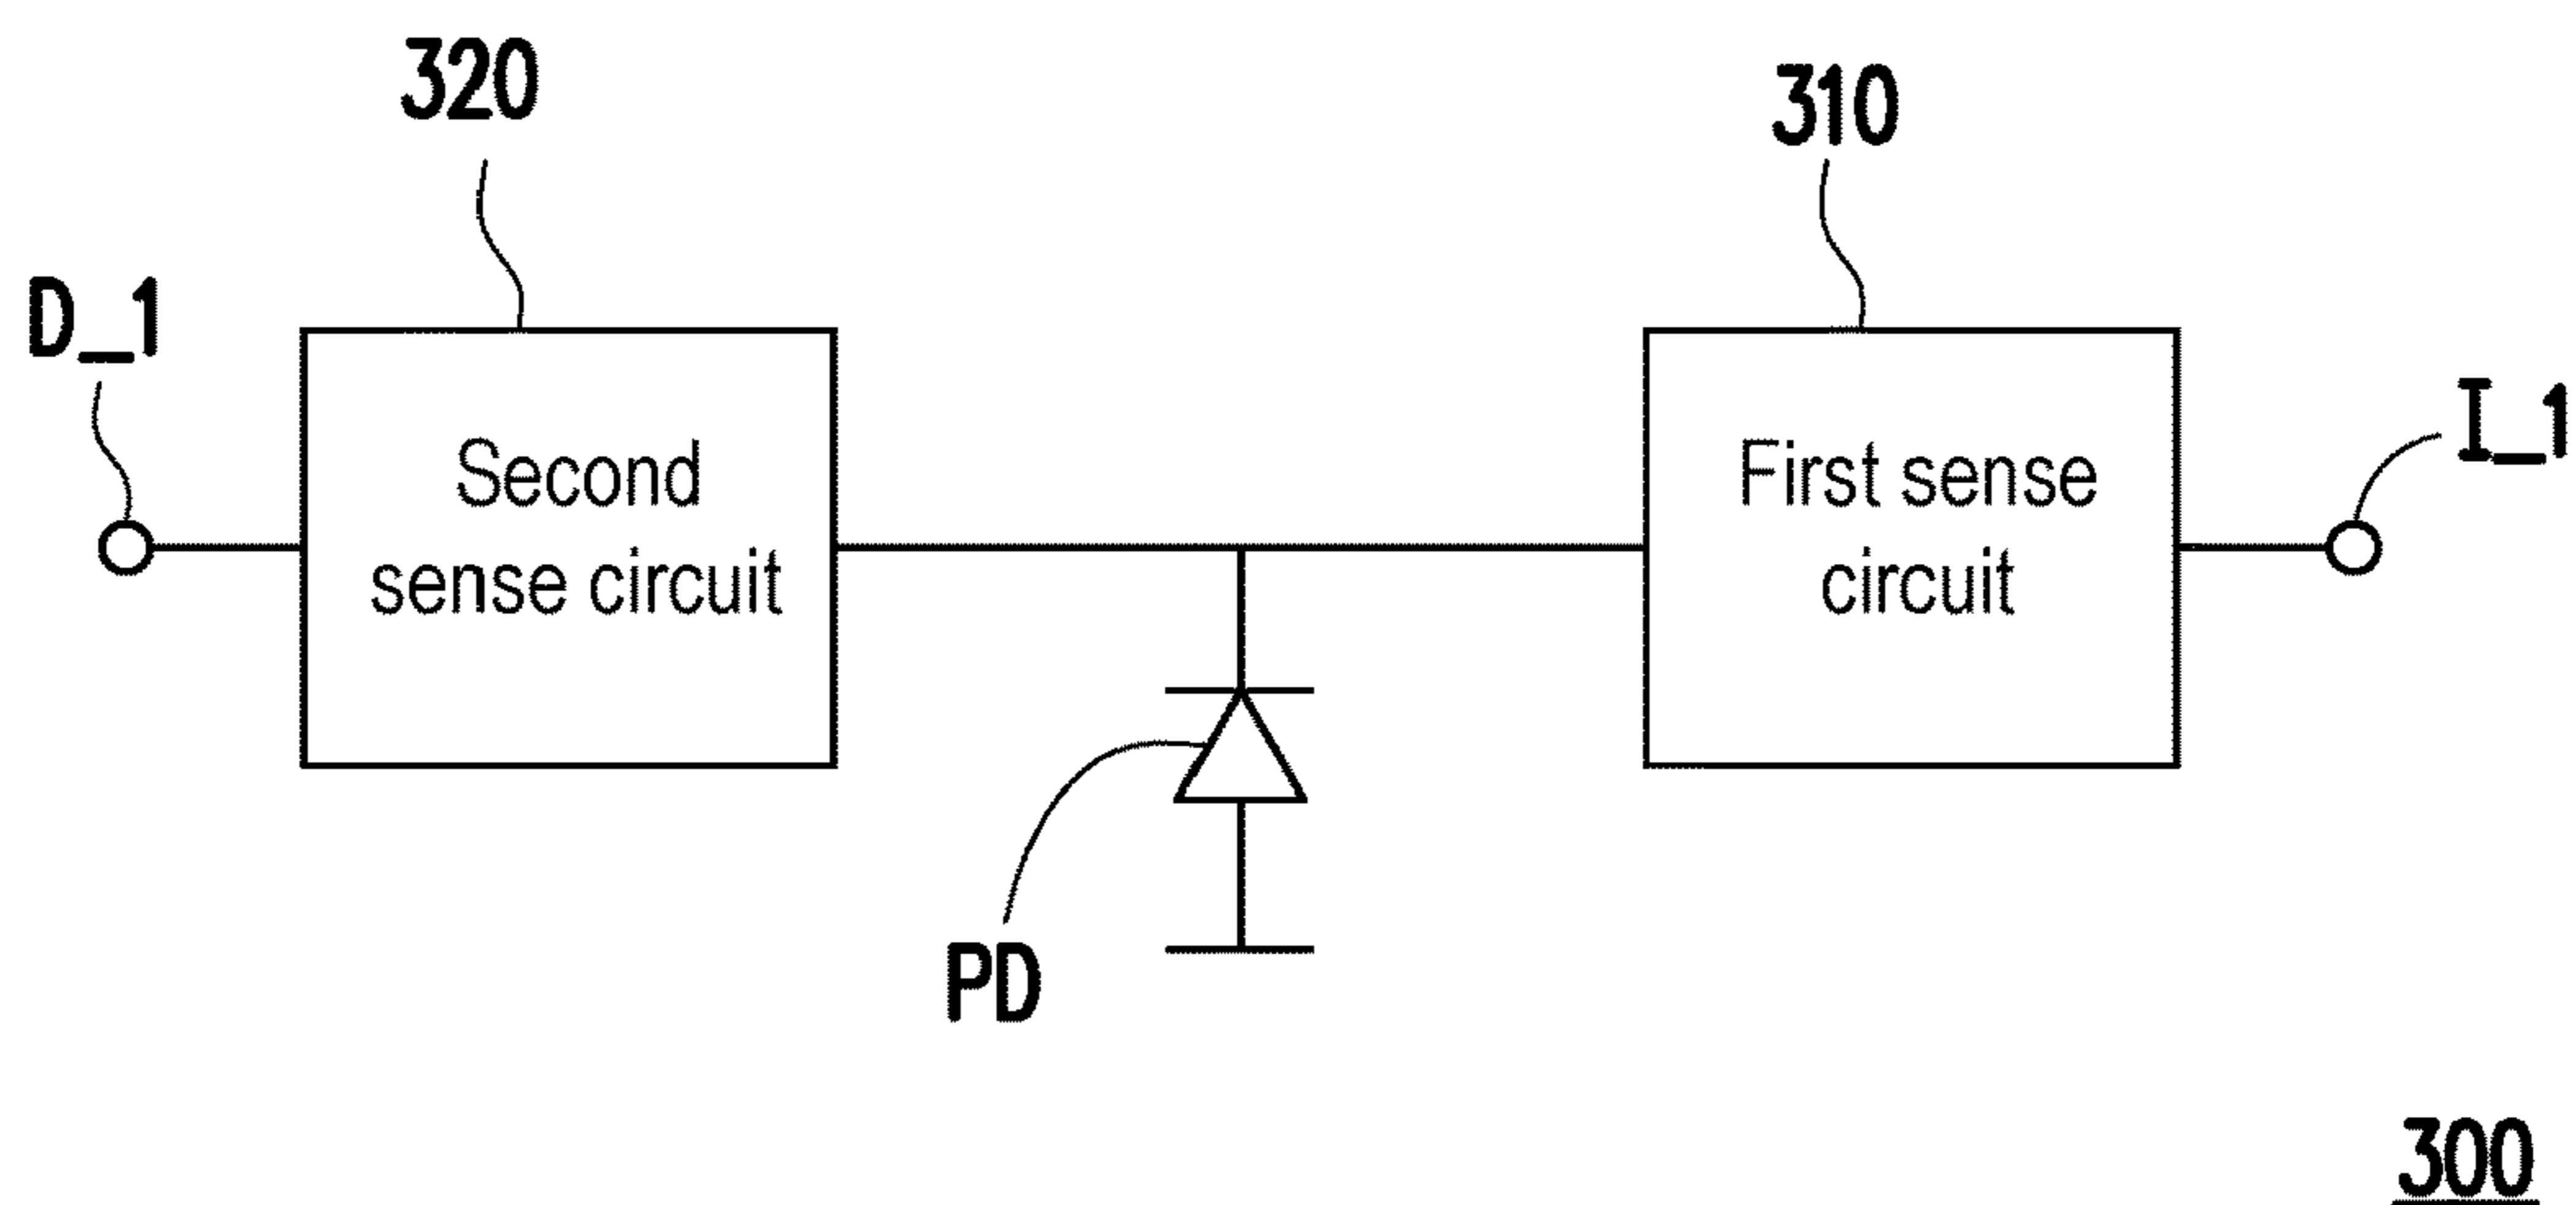 320
310
D_1
I_1
Second
sense circuit
First sense
circuit
PD
300